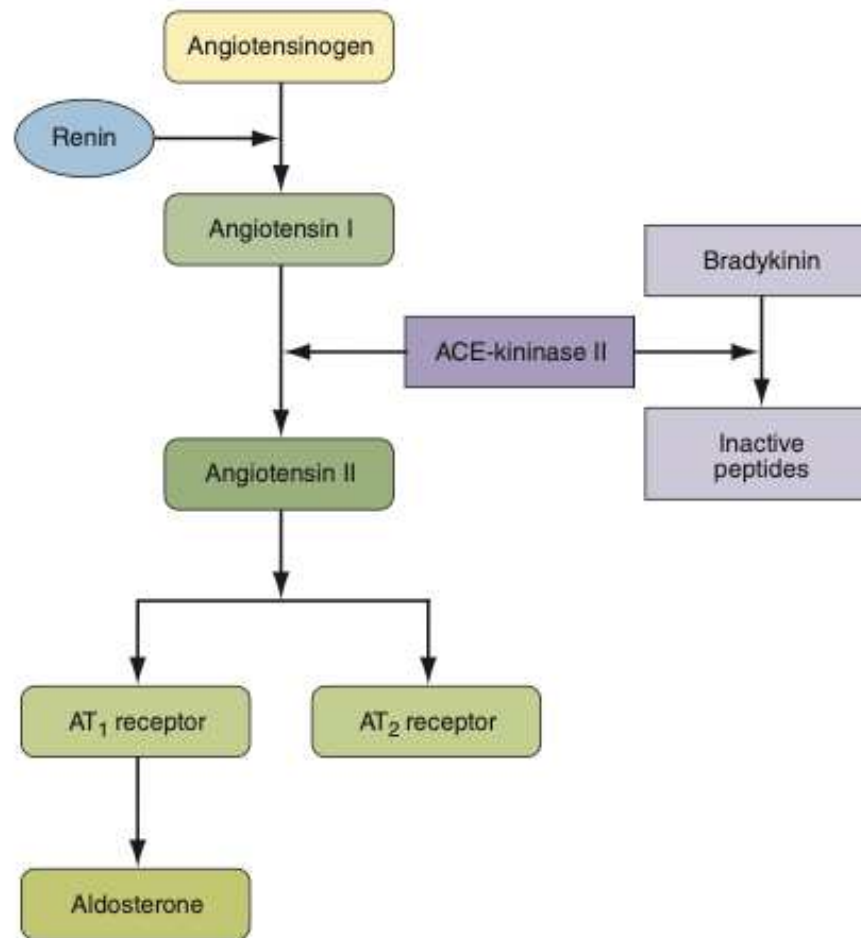 Angiotensinogen
Renin
Angiotensin I
Bradykinin
ACE-kininase II
Inactive
peptides
Angiotensin II
AT₁ receptor
AT₂ receptor
Aldosterone